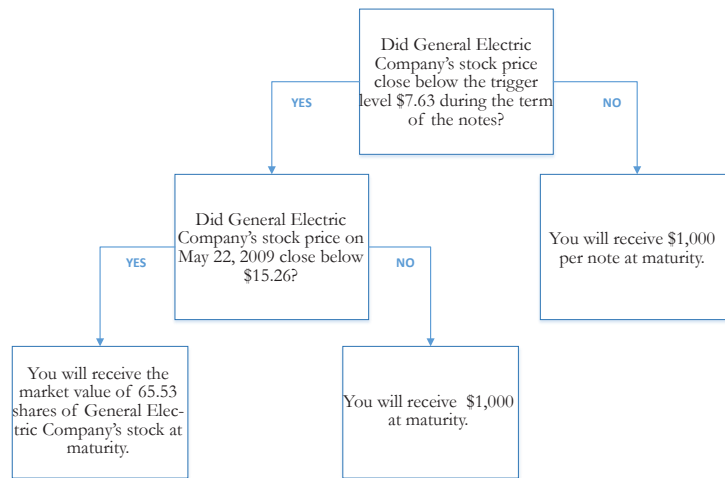 Did General Electric
Company's stock price
close below the trigger
level $7.63 during the term
of the notes?
YES
NO
Did General Electric
Company's stock price on
May 22, 2009 close below
$15.26?
You will receive $1,000
per note at maturity.
YES
NO
You will receive the
market value of 65.53
shares of General Elec-
tric Company's stock at
maturity.
You will receive $1,000
at maturity.